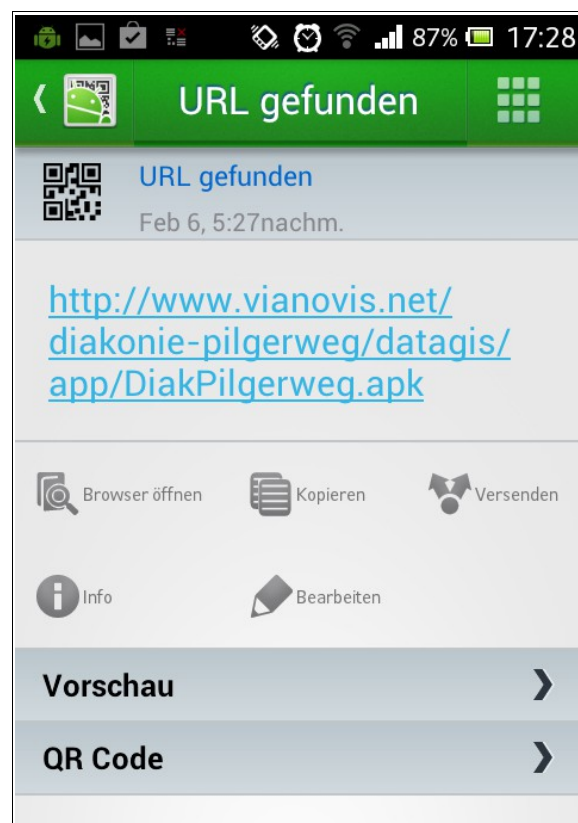 87% 17:28
URL gefunden
URL gefunden
Feb 6, 5:27nachm.
http://www.vianovis.net/
diakonie-pilgerweg/datagis/
app/DiakPilgerweg.apk
Browser öffnen Kopieren Versenden
Info Bearbeiten
Vorschau
QR Code